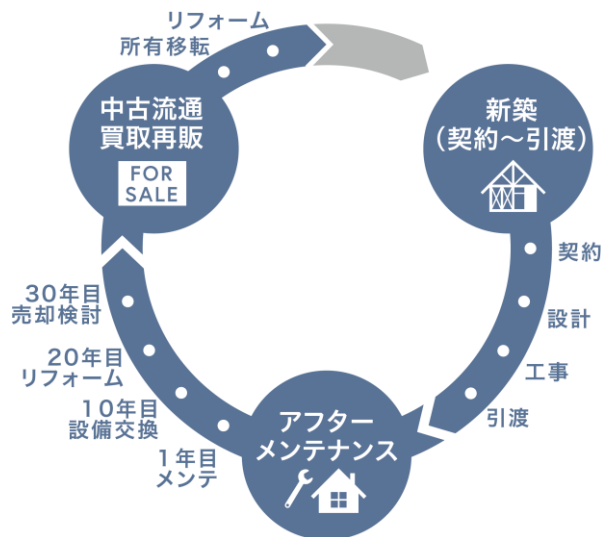 リフォーム
所有移転
中古流通
買取再販
FOR
SALE
新築
(契約～引渡)
契約
設計
工事
引渡
アフター
メンテナンス
1年目
メンテ
10年目
設備交換
20年目
リフォーム
30年目
売却検討